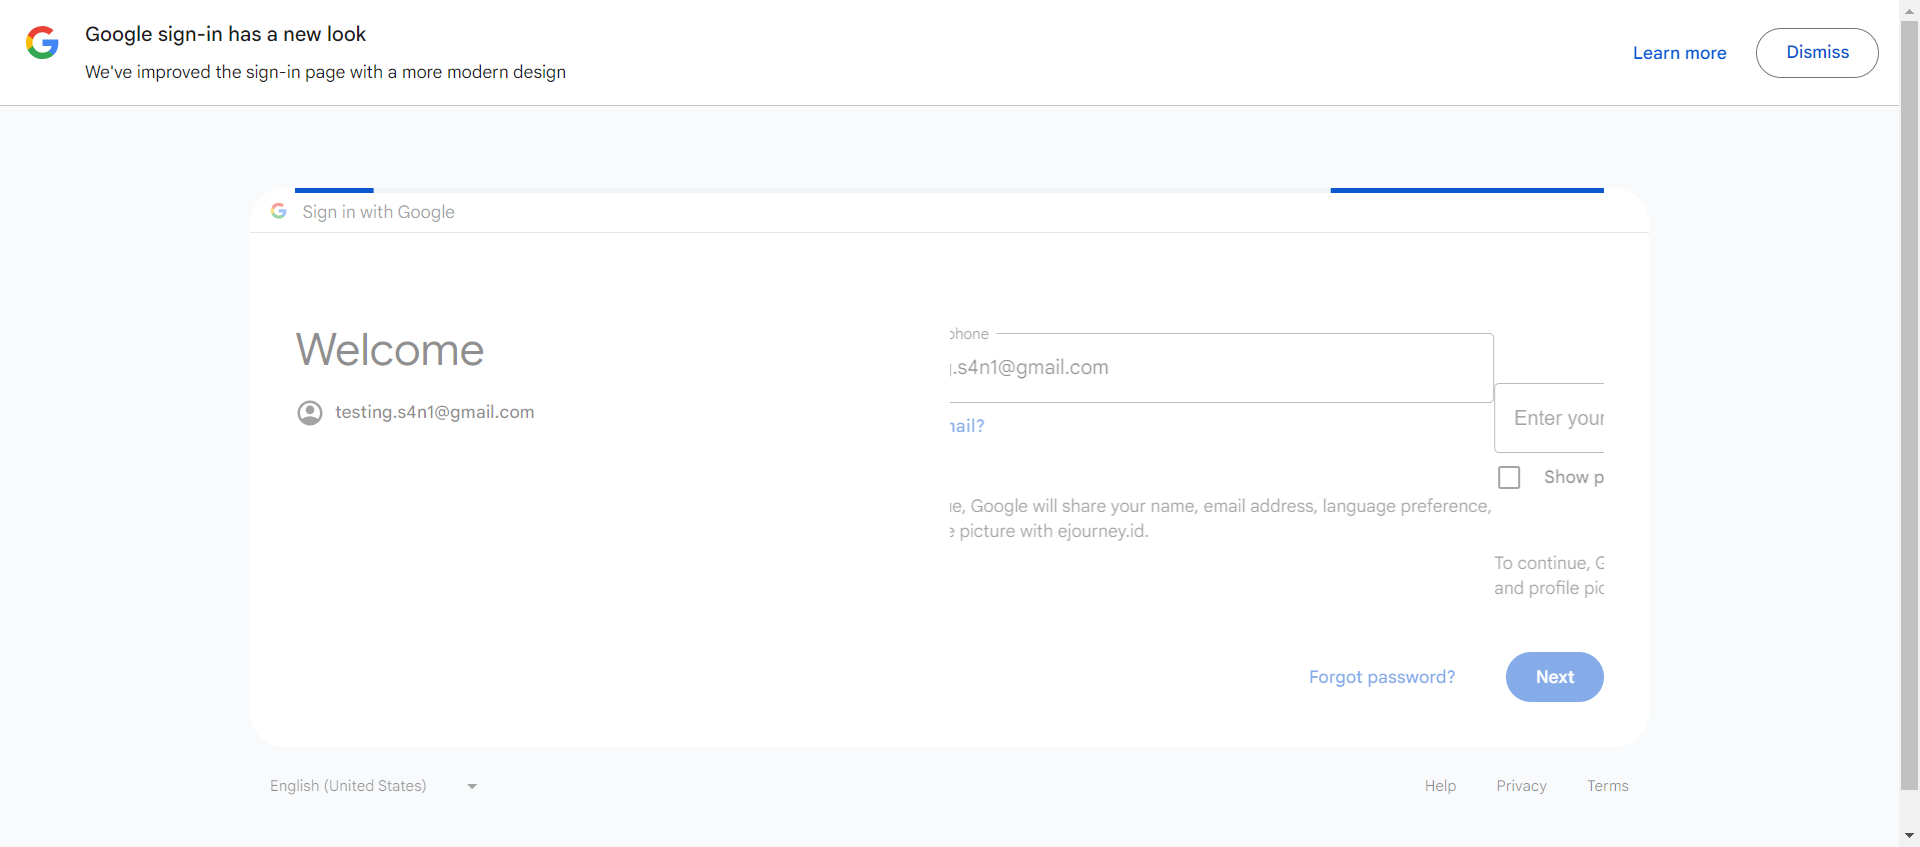 Google sign-in has a new look
We've improved the sign-in page with a more modern design
Learn more
Dismiss
Sign in with Google
Welcome
testing.s4n1@gmail.com
phone
.s4n1@gmail.com
mail?
Enter your
Show p
e, Google will share your name, email address, language preference,
picture with ejourney.id.
To continue, G
and profile pic
Forgot password?
Next
English (United States)
Help
Privacy
Terms